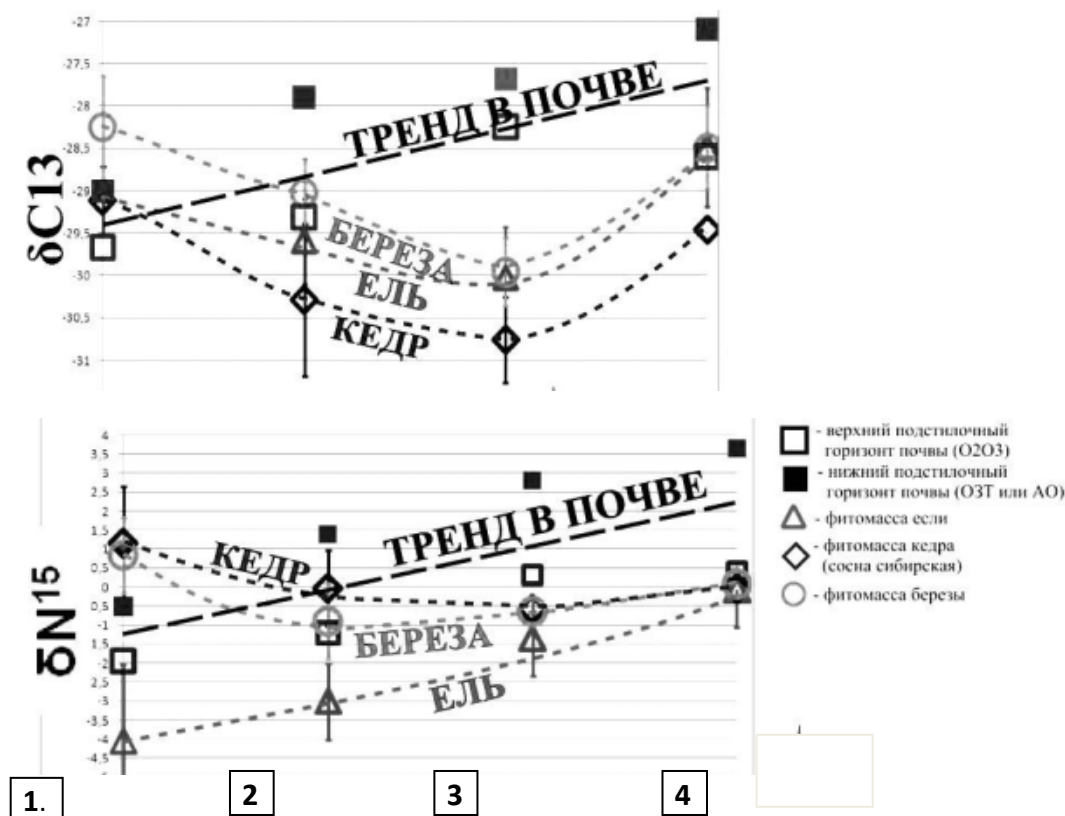 -27
-27,5
-28
-28,5
-29
-29,5
-30
-30,5
-31
δC13
ТРЕНД В ПОЧВЕ
БЕРЕЗА
ЕЛЬ
КЕДР
4
3,5
3
2,5
2
1,5
1
0,5
0
0,5
-1
1,5
-2
2,5
-3
3,5
-4
4,5
δN15
ТРЕНД В ПОЧВЕ
КЕДР
БЕРЕЗА
ЕЛЬ
- верхний подстилочный
горизонт почвы (О2О3)
- нижний подстилочный
горизонт почвы (ОЗТ или АО)
- фитомасса если
- фитомасса кедра
(сосна сибирская)
- фитомасса березы
1.
2
3
4